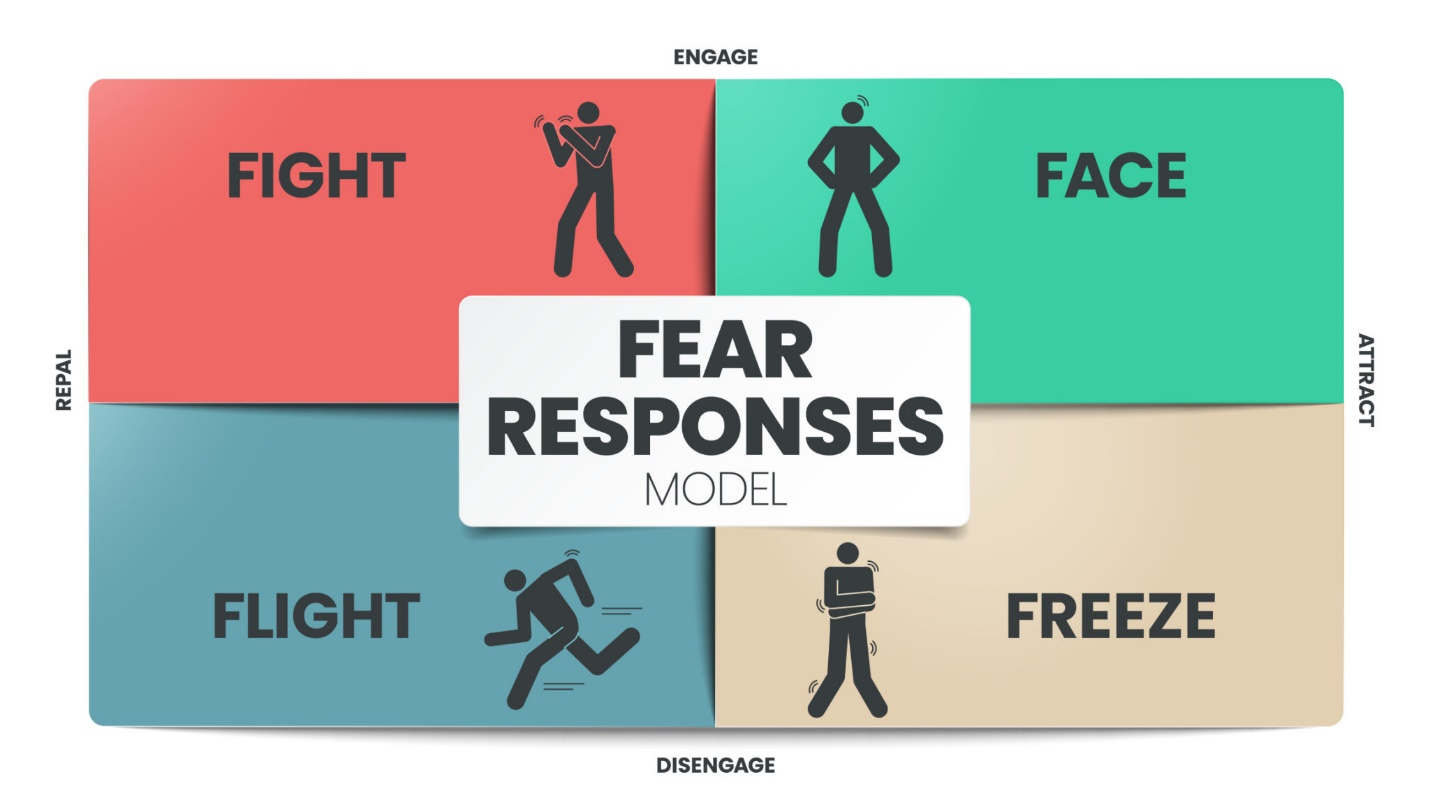 ENGAGE
FIGHT
FACE
FEAR
RESPONSES
MODEL
REPAL
ATTRACT
FLIGHT
FREEZE
DISENGAGE